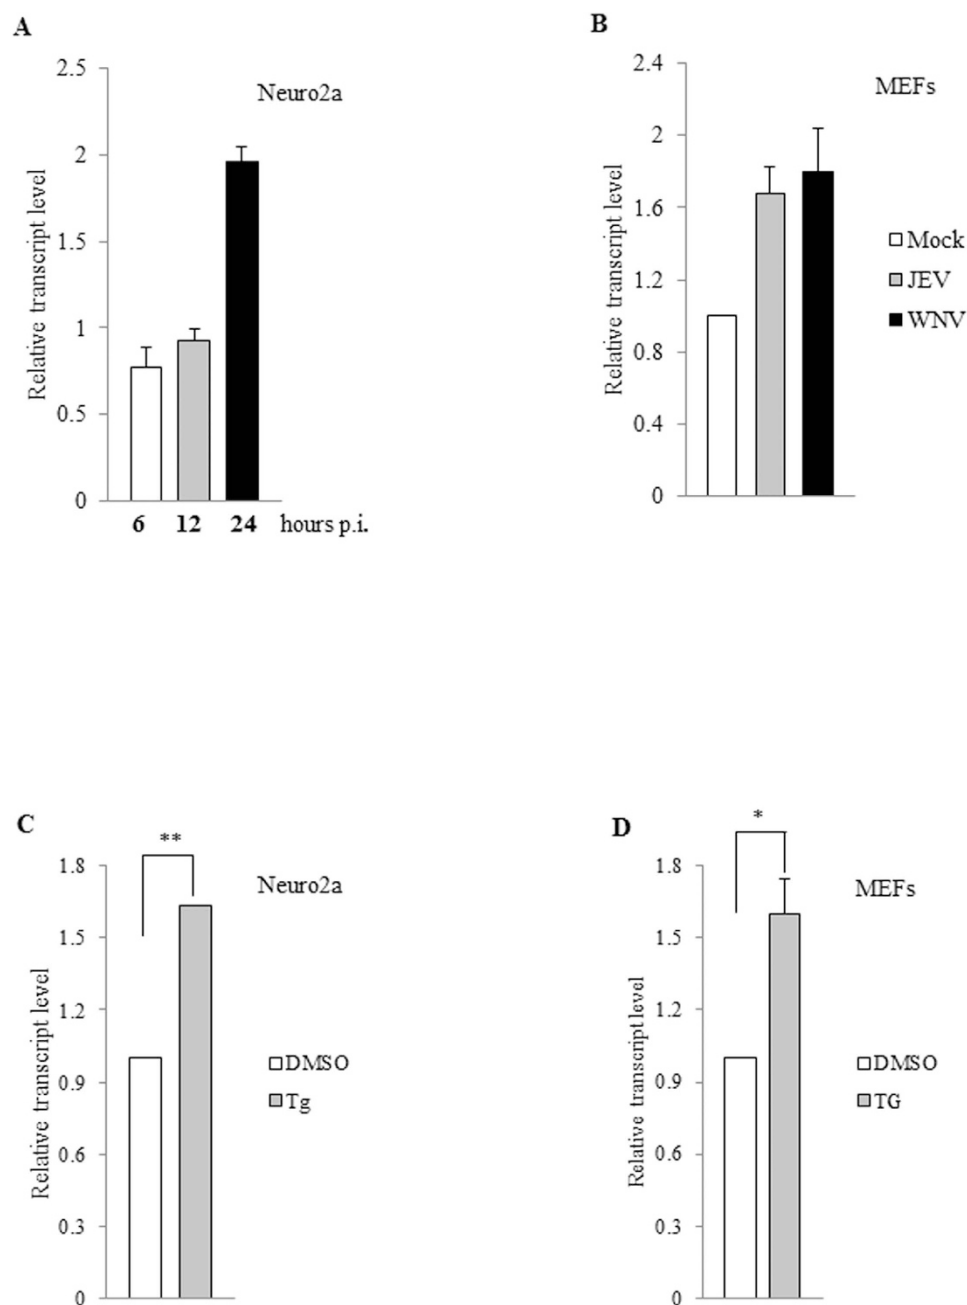 A
Neuro2a
Relative transcript level
2.5
2
1.5
1
0.5
0
6 12 24 hours p.i.
B
MEFs
Relative transcript level
2.4
2
1.6
1.2
0.8
0.4
0
Mock
JEV
WNV
C
**
Neuro2a
Relative transcript level
1.8
1.5
1.2
0.9
0.6
0.3
0
DMSO
Tg
D
*
MEFs
Relative transcript level
1.8
1.5
1.2
0.9
0.6
0.3
0
DMSO
TG